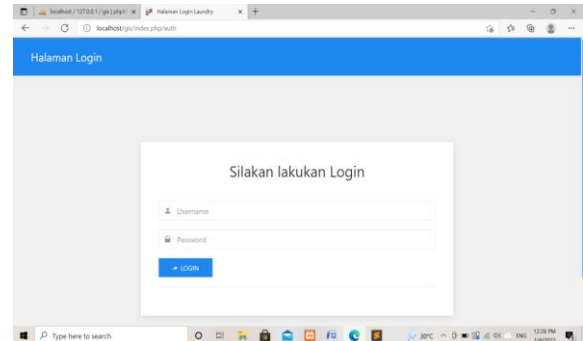 localhost / 127.0.0.1 / gis | phpM
Halaman Login Laundry
localhost/gis/index.php/auth
Halaman Login
Silakan lakukan Login
Username
Password
LOGIN
Type here to search
30°C
ENG
12:28 PM